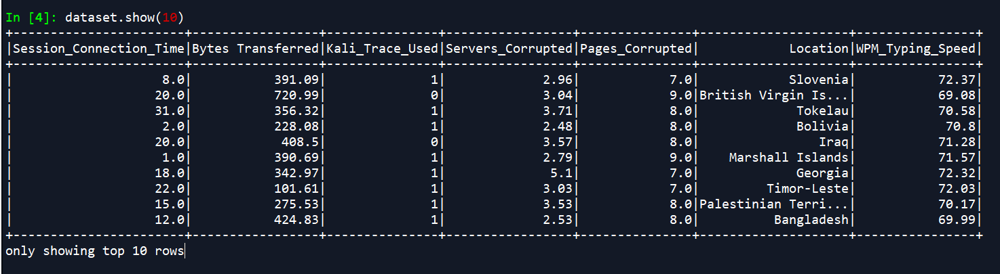 In [4]: dataset.show(10)
+-----------------------+-----------------+---------------+-----------------+---------------+--------------------+----------------+
|Session_Connection_Time|Bytes Transferred|Kali_Trace_Used|Servers_Corrupted|Pages_Corrupted|            Location|WPM_Typing_Speed|
+-----------------------+-----------------+---------------+-----------------+---------------+--------------------+----------------+
|                    8.0|           391.09|              1|             2.96|            7.0|            Slovenia|           72.37|
|                   20.0|           720.99|              0|             3.04|            9.0|British Virgin Is...|           69.08|
|                   31.0|           356.32|              1|             3.71|            8.0|             Tokelau|           70.58|
|                    2.0|           228.08|              1|             2.48|            8.0|             Bolivia|            70.8|
|                   20.0|            408.5|              0|             3.57|            8.0|                Iraq|           71.28|
|                    1.0|           390.69|              1|             2.79|            9.0|    Marshall Islands|           71.57|
|                   18.0|           342.97|              1|              5.1|            7.0|             Georgia|           72.32|
|                   22.0|           101.61|              1|             3.03|            7.0|         Timor-Leste|           72.03|
|                   15.0|           275.53|              1|             3.53|            8.0|Palestinian Terri...|           70.17|
|                   12.0|           424.83|              1|             2.53|            8.0|          Bangladesh|           69.99|
+-----------------------+-----------------+---------------+-----------------+---------------+--------------------+----------------+
only showing top 10 rows